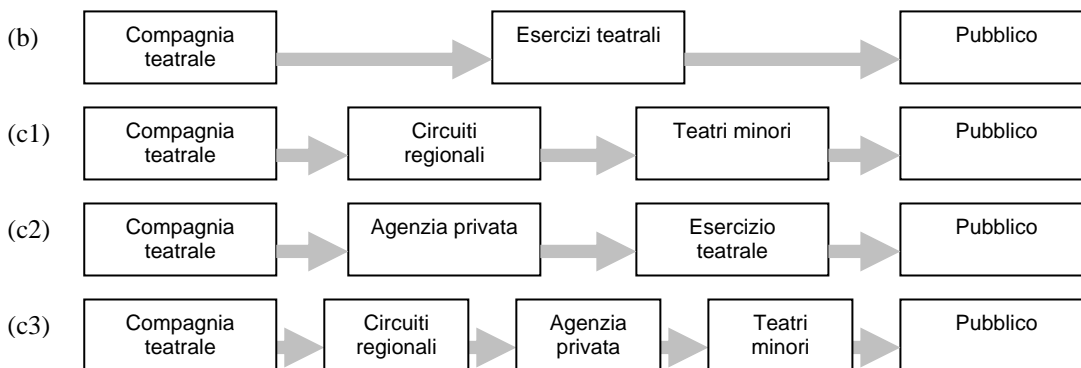 (b)
Compagnia
teatrale
Esercizi teatrali
Pubblico
(c1)
Compagnia
teatrale
Circuiti
regionali
Teatri minori
Pubblico
(c2)
Compagnia
teatrale
Agenzia privata
Esercizio
teatrale
Pubblico
(c3)
Compagnia
teatrale
Circuiti
regionali
Agenzia
privata
Teatri
minori
Pubblico